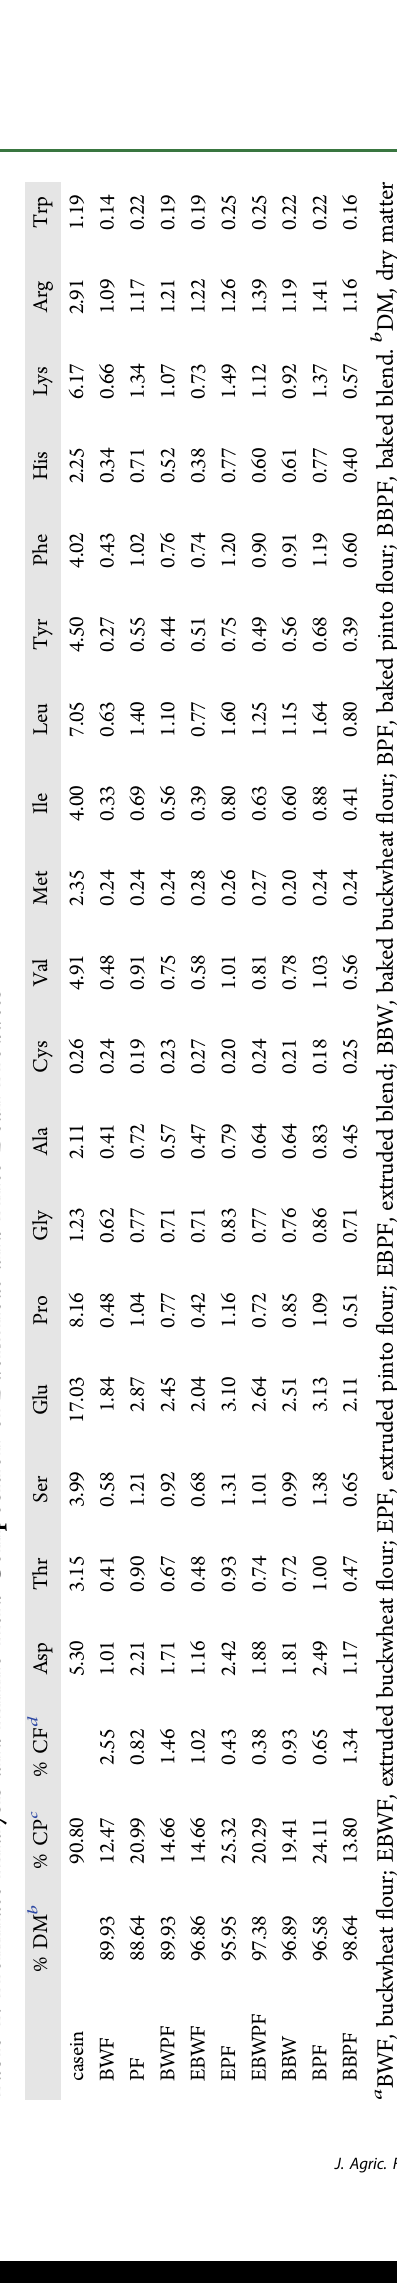 % DMb % CPc % CFd Asp Thr Ser Glu Pro Gly Ala Cys Val Met Ile Leu Tyr Phe His Lys Arg Trp
casein 90.80 5.30 3.15 3.99 17.03 8.16 1.23 2.11 0.26 4.91 2.35 4.00 7.05 4.50 4.02 2.25 6.17 2.91 1.19
BWF 89.93 12.47 2.55 1.01 0.41 0.58 1.84 0.48 0.62 0.41 0.24 0.48 0.24 0.33 0.63 0.27 0.43 0.34 0.66 1.09 0.14
PF 88.64 20.99 0.82 2.21 0.90 1.21 2.87 1.04 0.77 0.72 0.19 0.91 0.24 0.69 1.40 0.55 1.02 0.71 1.34 1.17 0.22
BWPF 89.93 14.66 1.46 1.71 0.67 0.92 2.45 0.77 0.71 0.57 0.23 0.75 0.24 0.56 1.10 0.44 0.76 0.52 1.07 1.21 0.19
EBWF 96.86 14.66 1.02 1.16 0.48 0.68 2.04 0.42 0.71 0.47 0.27 0.58 0.28 0.39 0.77 0.51 0.74 0.38 0.73 1.22 0.19
EPF 95.95 25.32 0.43 2.42 0.93 1.31 3.10 1.16 0.83 0.79 0.20 1.01 0.26 0.80 1.60 0.75 1.20 0.77 1.49 1.26 0.25
EBWPF 97.38 20.29 0.38 1.88 0.74 1.01 2.64 0.72 0.77 0.64 0.24 0.81 0.27 0.63 1.25 0.49 0.90 0.60 1.12 1.39 0.25
BBW 96.89 19.41 0.93 1.81 0.72 0.99 2.51 0.85 0.76 0.64 0.21 0.78 0.20 0.60 1.15 0.56 0.91 0.61 0.92 1.19 0.22
BPF 96.58 24.11 0.65 2.49 1.00 1.38 3.13 1.09 0.86 0.83 0.18 1.03 0.24 0.88 1.64 0.68 1.19 0.77 1.37 1.41 0.22
BBPF 98.64 13.80 1.34 1.17 0.47 0.65 2.11 0.51 0.71 0.45 0.25 0.56 0.24 0.41 0.80 0.39 0.60 0.40 0.57 1.16 0.16
aBWF, buckwheat flour; EBWF, extruded buckwheat flour; EPF, extruded pinto flour; EBPF, extruded blend; BBW, baked buckwheat flour; BPF, baked pinto flour; BBPF, baked blend. bDM, dry matter
J. Agric.